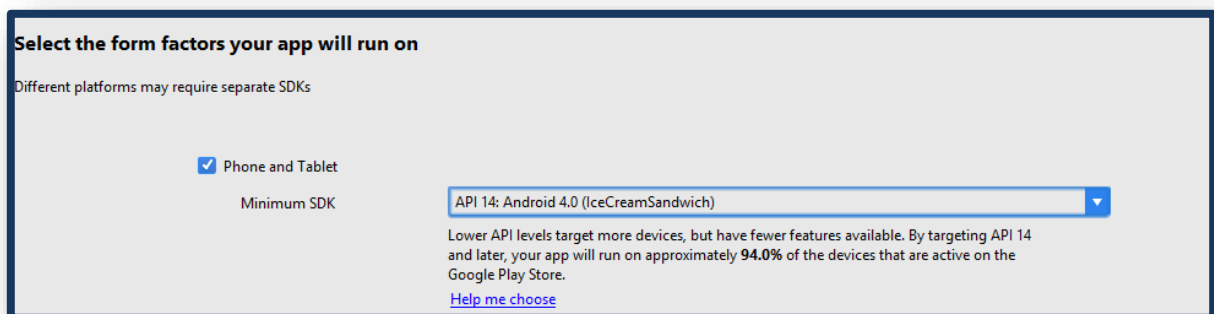 Select the form factors your app will run on
Different platforms may require separate SDKs
Phone and Tablet
Minimum SDK
API 14: Android 4.0 (IceCreamSandwich)
Lower API levels target more devices, but have fewer features available. By targeting API 14
and later, your app will run on approximately 94.0% of the devices that are active on the
Google Play Store.
Help me choose